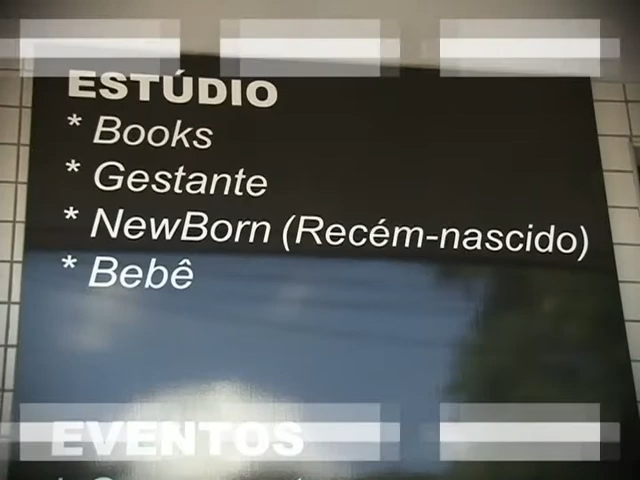 ESTÚDIO
* Books
* Gestante
* NewBorn (Recém-nascido)
* Bebê
EVENTOS